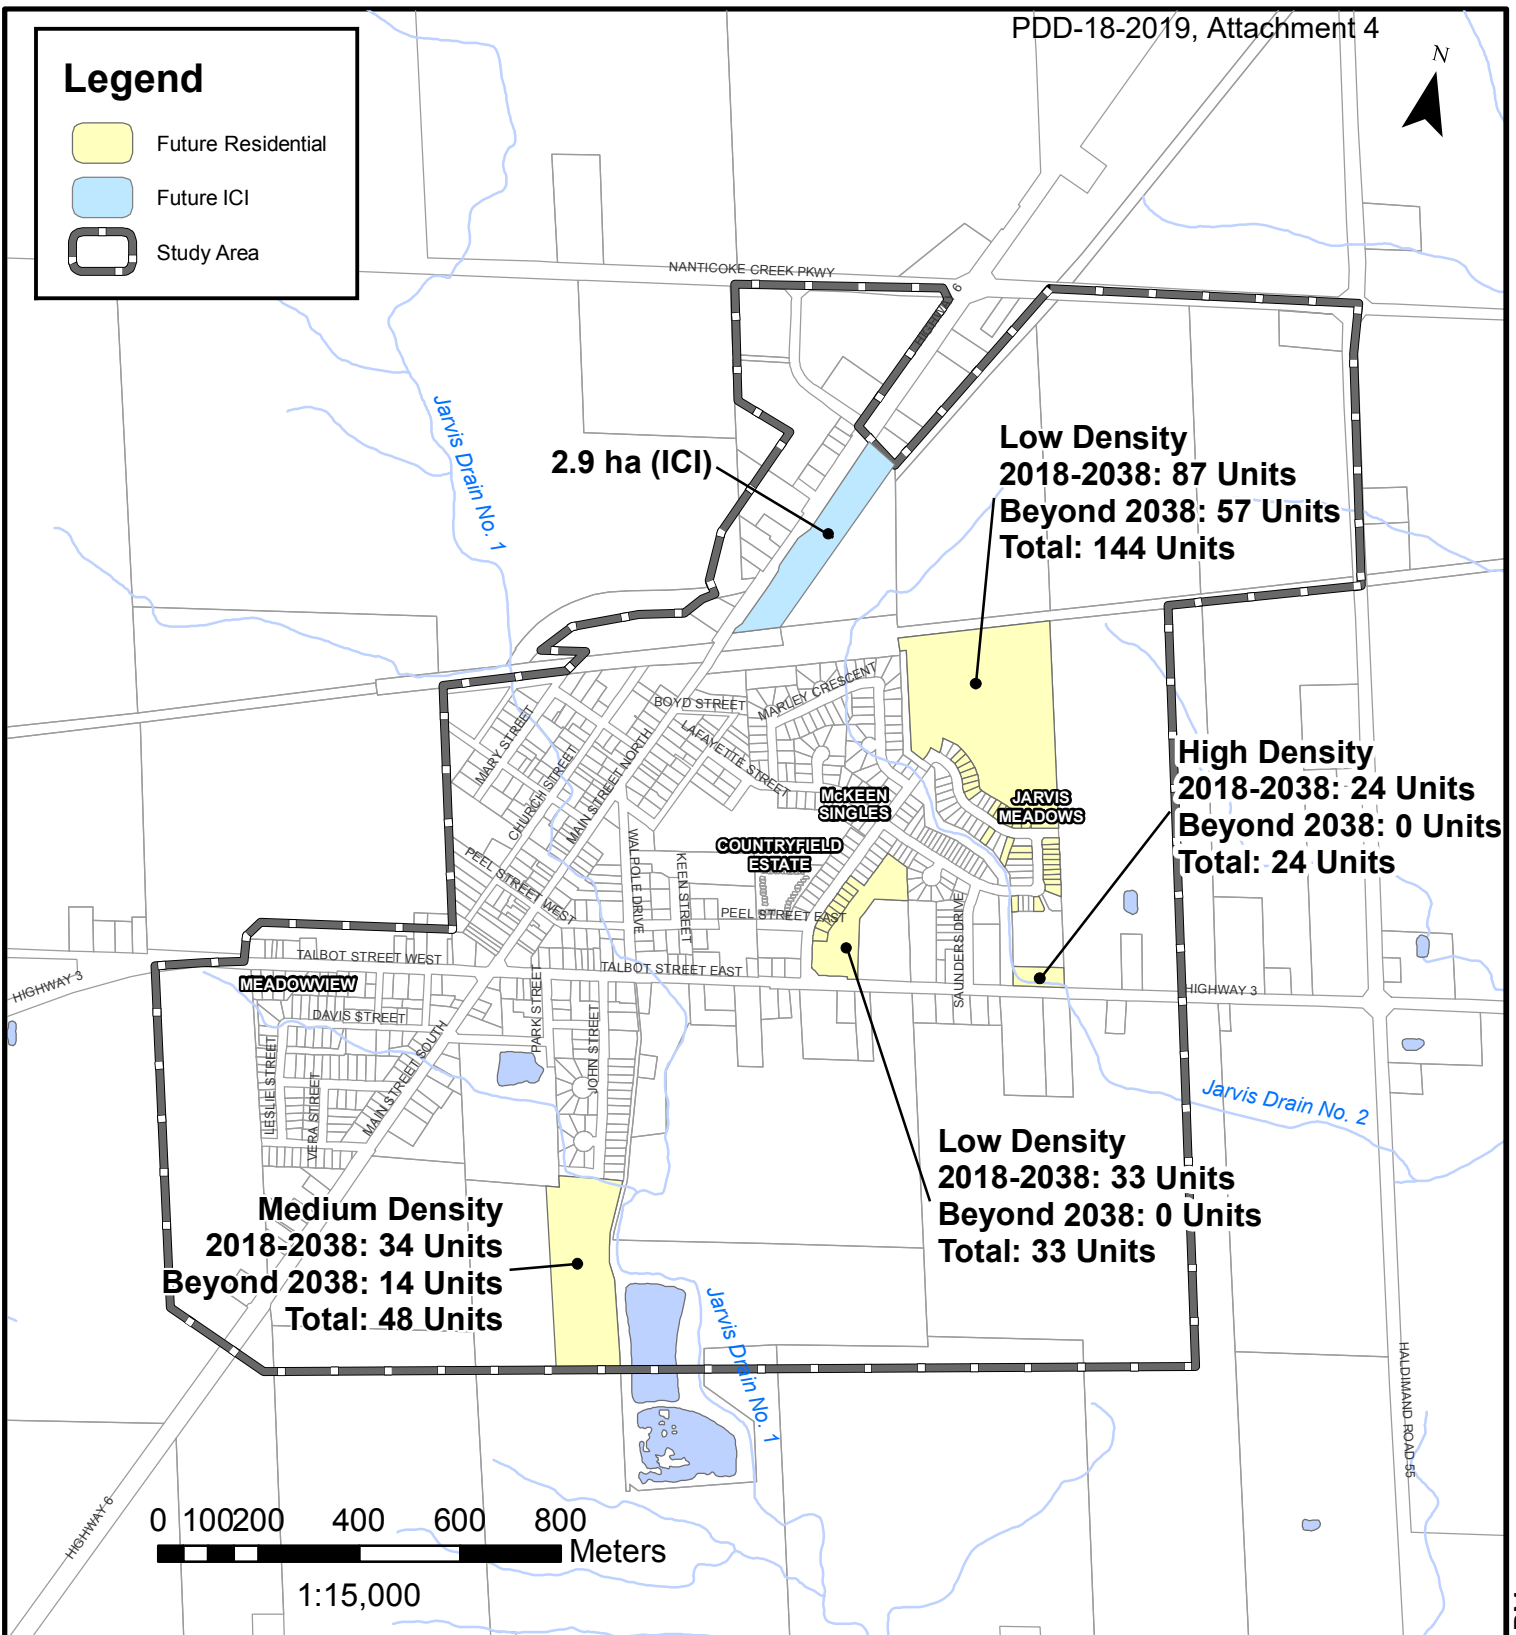 PDD-18-2019, Attachment 4
N
Legend
Future Residential
Future ICI
Study Area
NANTICOKE CREEK PKWY
HIGHWAY 6
Jarvis Drain No. 1
2.9 ha (ICI)
Low Density
2018-2038: 87 Units
Beyond 2038: 57 Units
Total: 144 Units
BOYD STREET
MARLEY CRESCENT
LAFAYETTE STREET
MARY STREET
CHURCH STREET
MAIN STREET NORTH
McKEEN
SINGLES
JARVIS
MEADOWS
High Density
2018-2038: 24 Units
Beyond 2038: 0 Units
Total: 24 Units
COUNTRYFIELD
ESTATE
PEEL STREET WEST
WALPOLE DRIVE
KEEN STREET
PEEL STREET EAST
SAUNDERS DRIVE
TALBOT STREET WEST
TALBOT STREET EAST
HIGHWAY 3
HIGHWAY 3
MEADOWVIEW
DAVIS STREET
LESLIE STREET
VERA STREET
MAIN STREET SOUTH
PARK STREET
JOHN STREET
Jarvis Drain No. 2
Low Density
2018-2038: 33 Units
Beyond 2038: 0 Units
Total: 33 Units
Medium Density
2018-2038: 34 Units
Beyond 2038: 14 Units
Total: 48 Units
Jarvis Drain No. 1
HALDIMAND ROAD 55
HIGHWAY 6
0 100 200 400 600 800
Meters
1:15,000